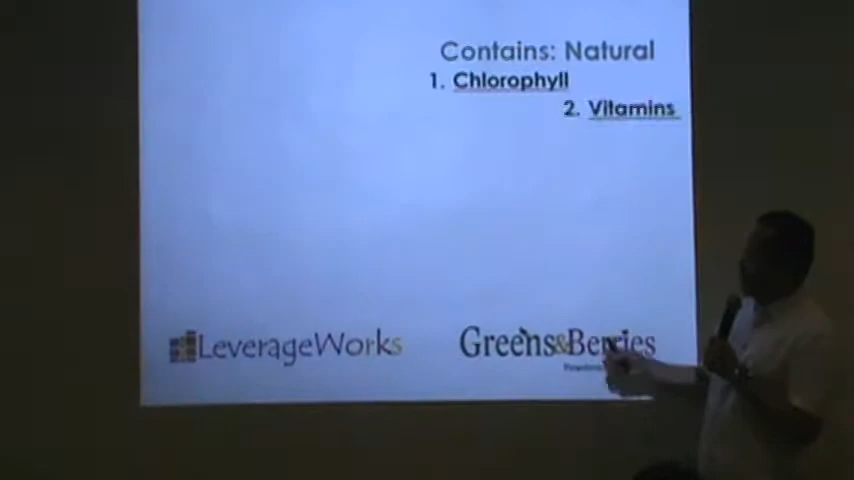 Contains: Natural
1. Chlorophyll
2. Vitamins
LeverageWorks
Greens&Berries